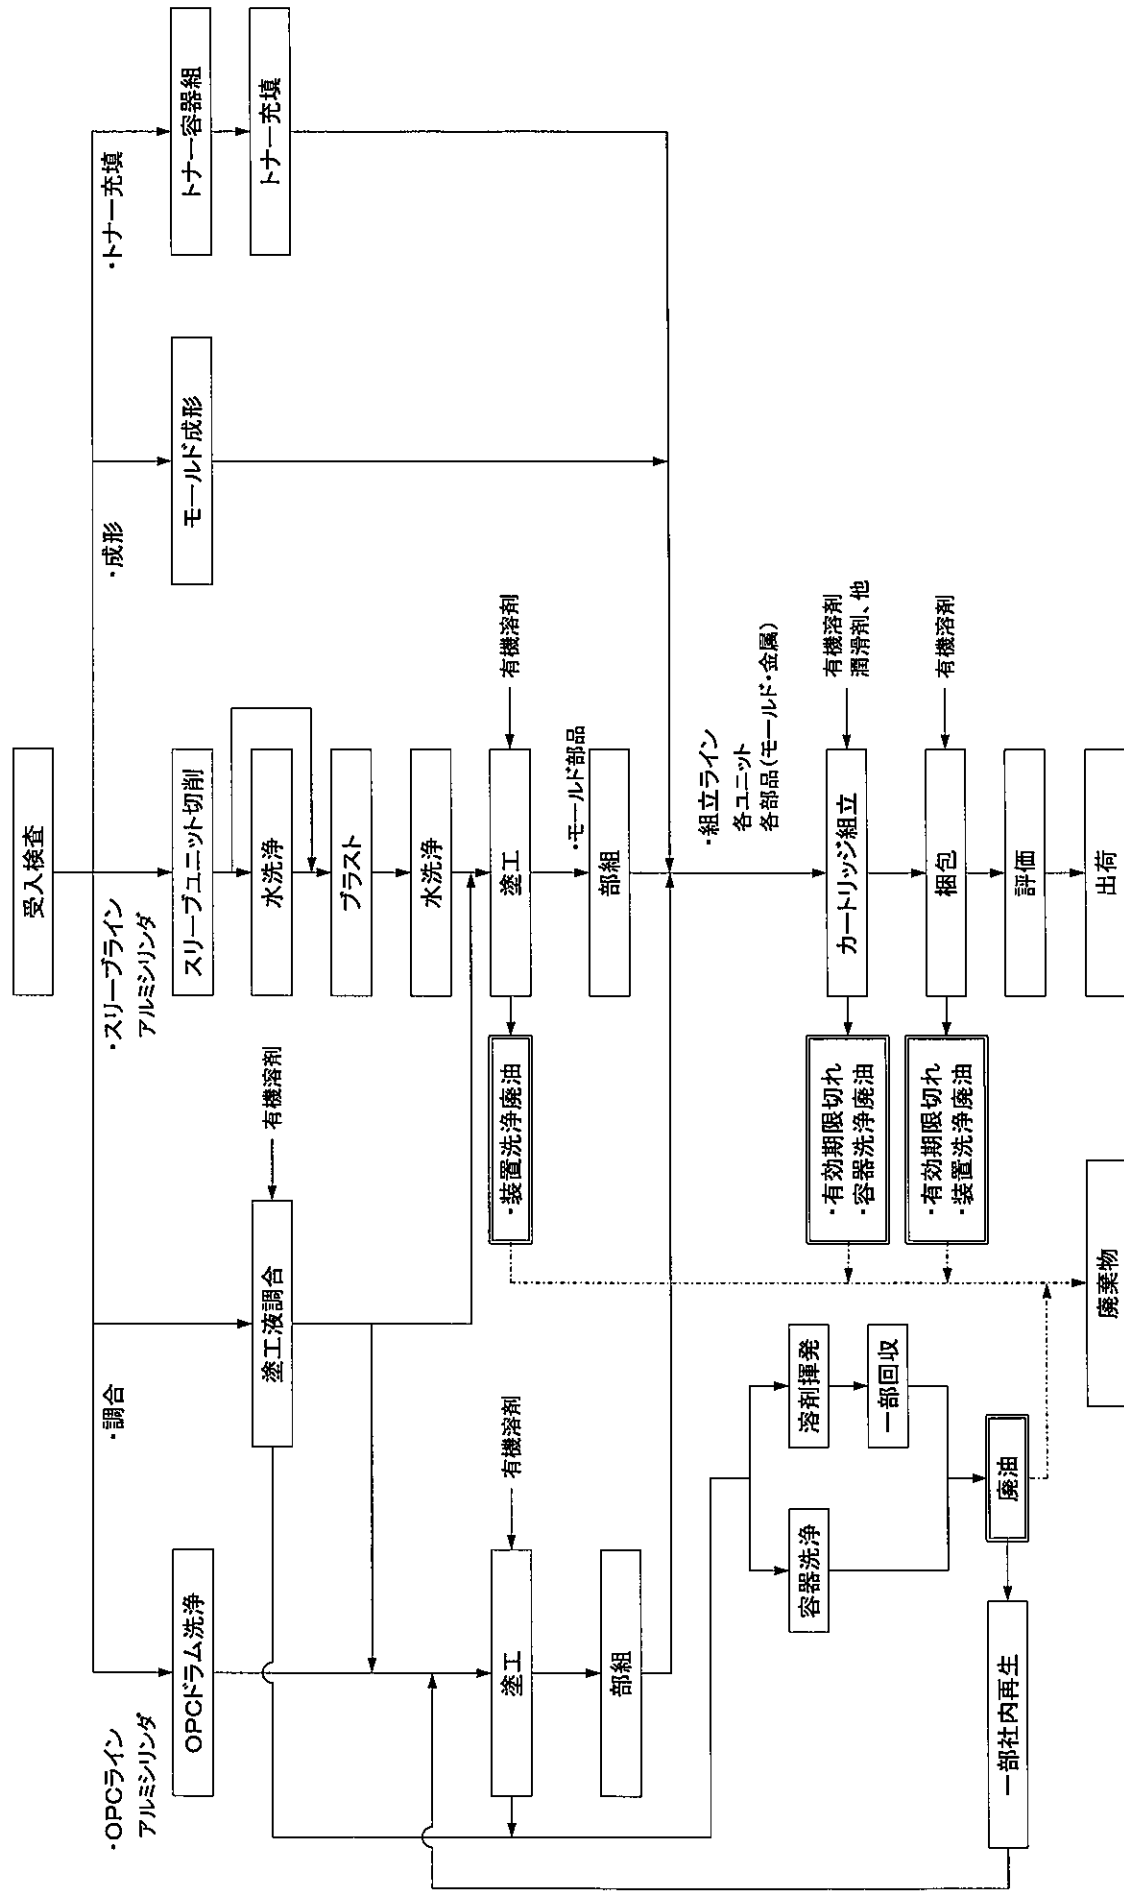 受入検査
・OPCライン
アルミシリンダ
・調合
・スリーブライン
アルミシリンダ
・成形
・トナー充填
OPCドラム洗浄
スリーブユニット切削
モールド成形
トナー容器組
塗工液調合
有機溶剤
水洗浄
トナー充填
ブラスト
水洗浄
塗工
有機溶剤
・装置洗浄廃油
塗工
有機溶剤
・モールド部品
部組
部組
・組立ライン
各ユニット
各部品(モールド・金属)
容器洗浄
溶剤揮発
一部回収
・有効期限切れ
・容器洗浄廃油
カートリッジ組立
有機溶剤
潤滑剤、他
・有効期限切れ
・装置洗浄廃油
梱包
有機溶剤
一部社内再生
廃油
評価
廃棄物
出荷